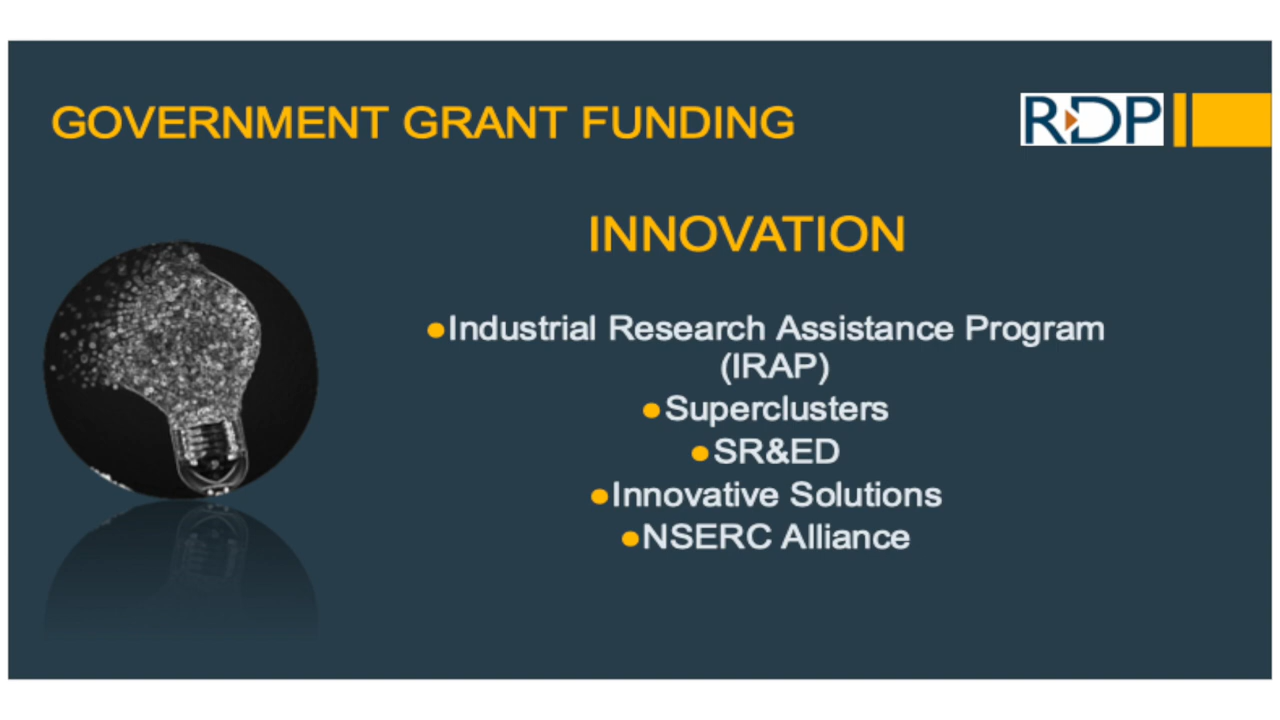 GOVERNMENT GRANT FUNDING
RDP
INNOVATION
●Industrial Research Assistance Program
(IRAP)
●Superclusters
●SR&ED
●Innovative Solutions
●NSERC Alliance